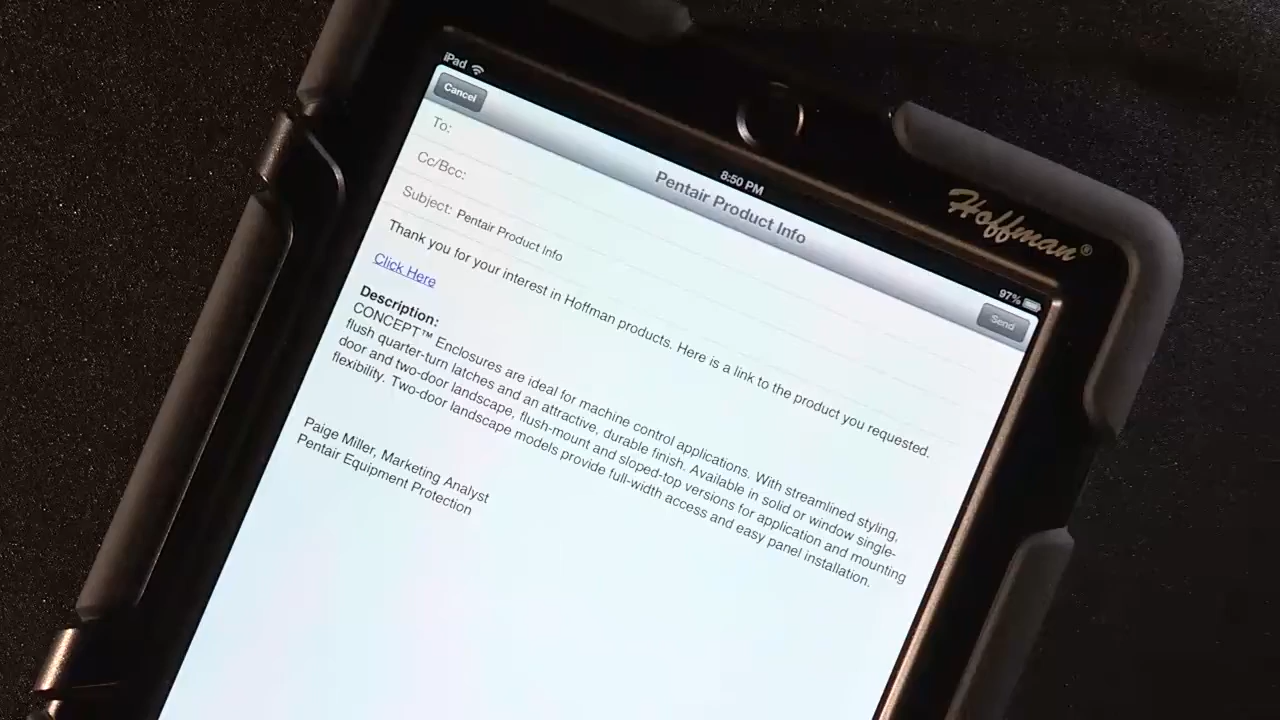 iPad
8:50 PM
97%
Cancel
Pentair Product Info
Send
To:
Cc/Bcc:
Subject: Pentair Product Info
Thank you for your interest in Hoffman products. Here is a link to the product you requested.
Click Here
Description:
CONCEPT™ Enclosures are ideal for machine control applications. With streamlined styling,
flush quarter-turn latches and an attractive, durable finish. Available in solid or window single-
door and two-door landscape, flush-mount and sloped-top versions for application and mounting
flexibility. Two-door landscape models provide full-width access and easy panel installation.
Paige Miller, Marketing Analyst
Pentair Equipment Protection
Hoffman®